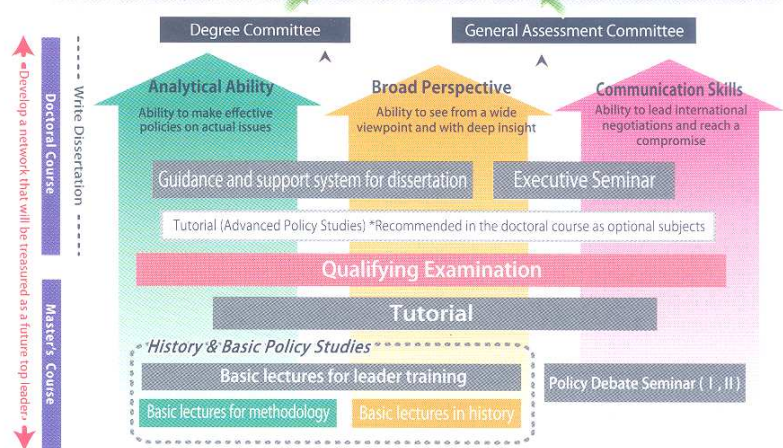 Degree Committee
General Assessment Committee
Analytical Ability
Ability to make effective
policies on actual issues
Broad Perspective
Ability to see from a wide
viewpoint and with deep insight
Communication Skills
Ability to lead international
negotiations and reach a
compromise
Develop a network that will be treasured as a future top leader
Doctoral Course
Write Dissertation
Guidance and support system for dissertation
Executive Seminar
Tutorial (Advanced Policy Studies) *Recommended in the doctoral course as optional subjects
Qualifying Examination
Tutorial
Master's Course
History & Basic Policy Studies
Basic lectures for leader training
Policy Debate Seminar ( I , II )
Basic lectures for methodology
Basic lectures in history